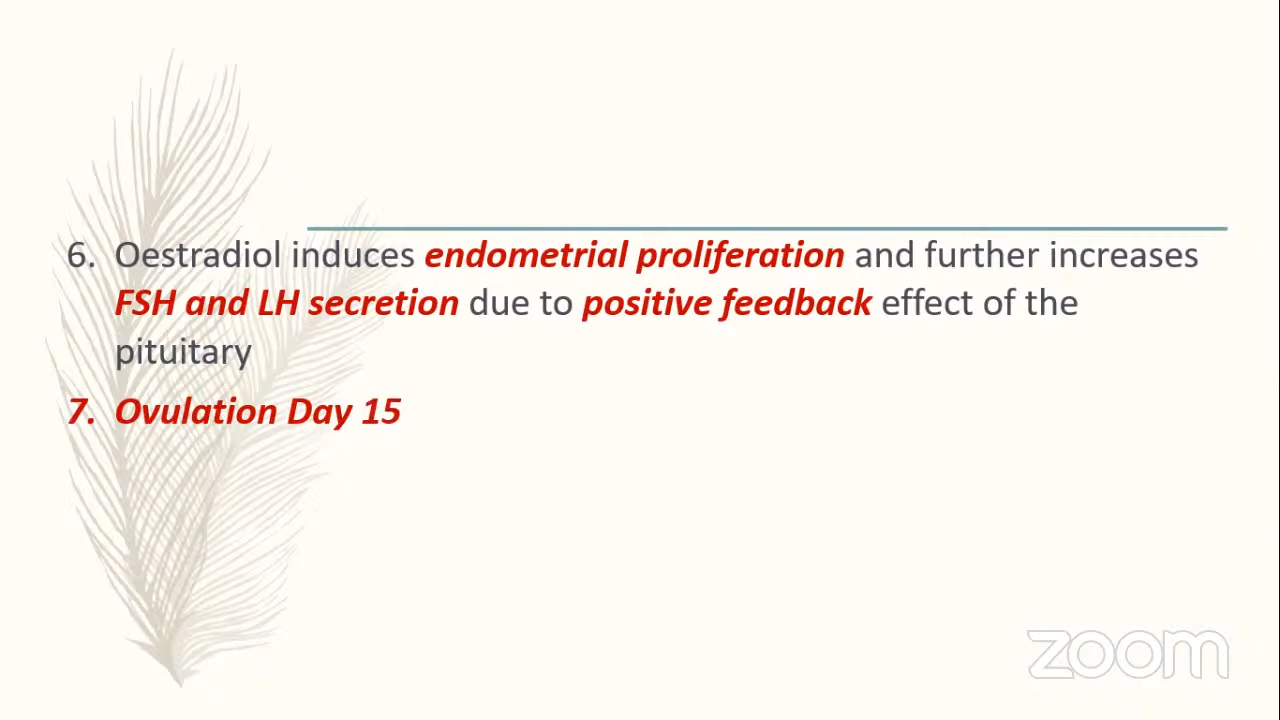 6. Oestradiol induces endometrial proliferation and further increases
FSH and LH secretion due to positive feedback effect of the
pituitary
7. Ovulation Day 15
zoom